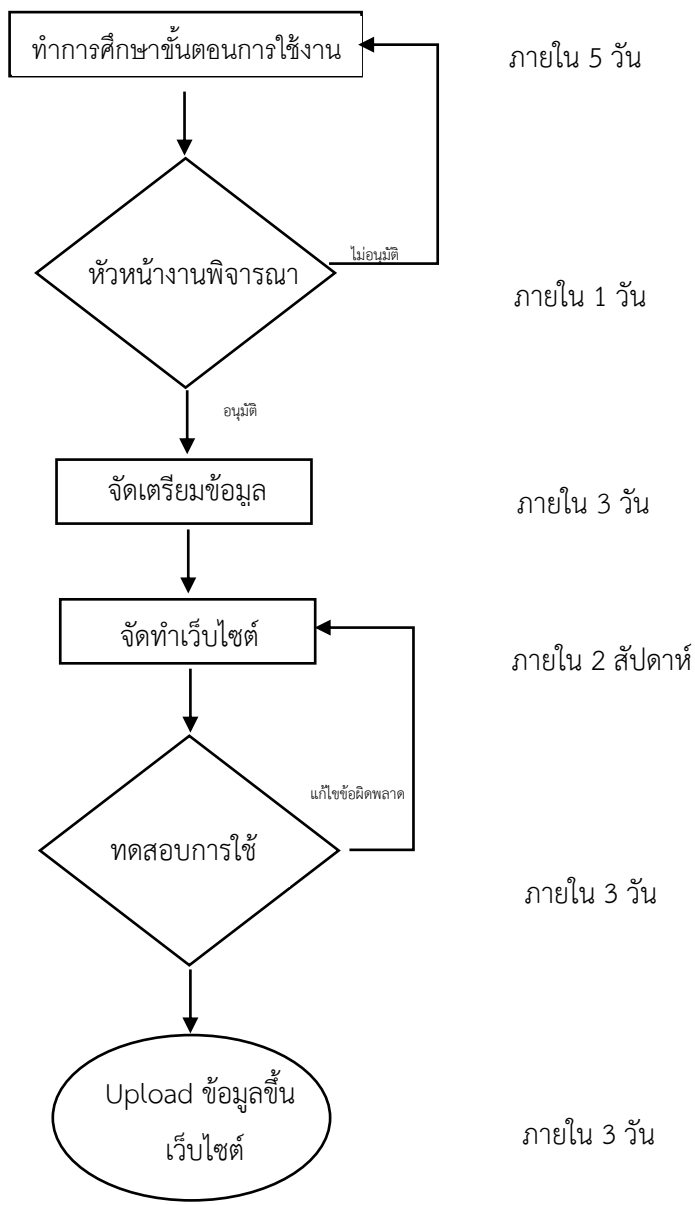 ทำการศึกษาขั้นตอนการใช้งาน
ภายใน 5 วัน
ไม่อนุมัติ
หัวหน้างานพิจารณา
ภายใน 1 วัน
อนุมัติ
จัดเตรียมข้อมูล
ภายใน 3 วัน
จัดทำเว็บไซต์
ภายใน 2 สัปดาห์
แก้ไขข้อผิดพลาด
ทดสอบการใช้
ภายใน 3 วัน
Upload ข้อมูลขึ้น
เว็บไซต์
ภายใน 3 วัน